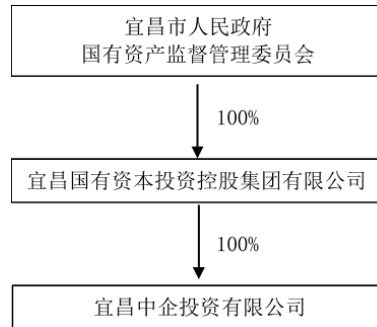 宜昌市人民政府
国有资产监督管理委员会
100%
宜昌国有资本投资控股集团有限公司
100%
宜昌中企投资有限公司